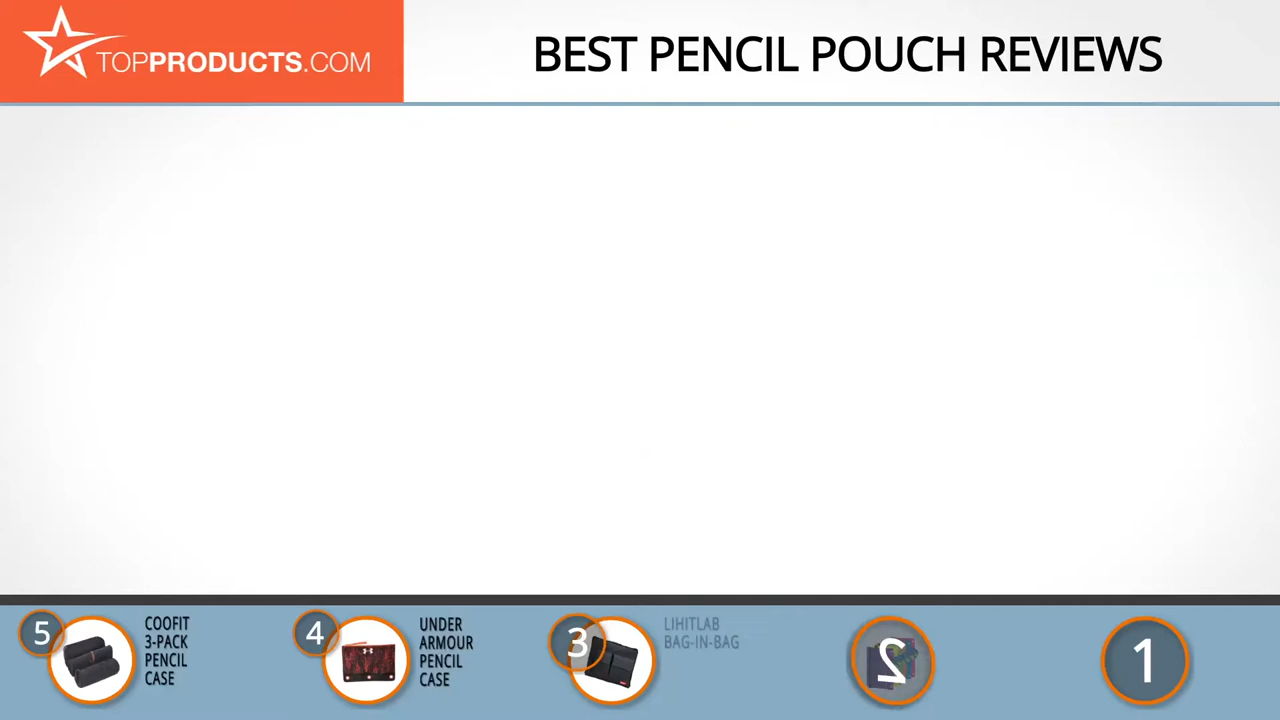 TOPPRODUCTS.COM
BEST PENCIL POUCH REVIEWS
5
COOFIT
3-PACK
PENCIL
CASE
4
UNDER
ARMOUR
PENCIL
CASE
3
LIHITLAB
BAG-IN-BAG
2
1